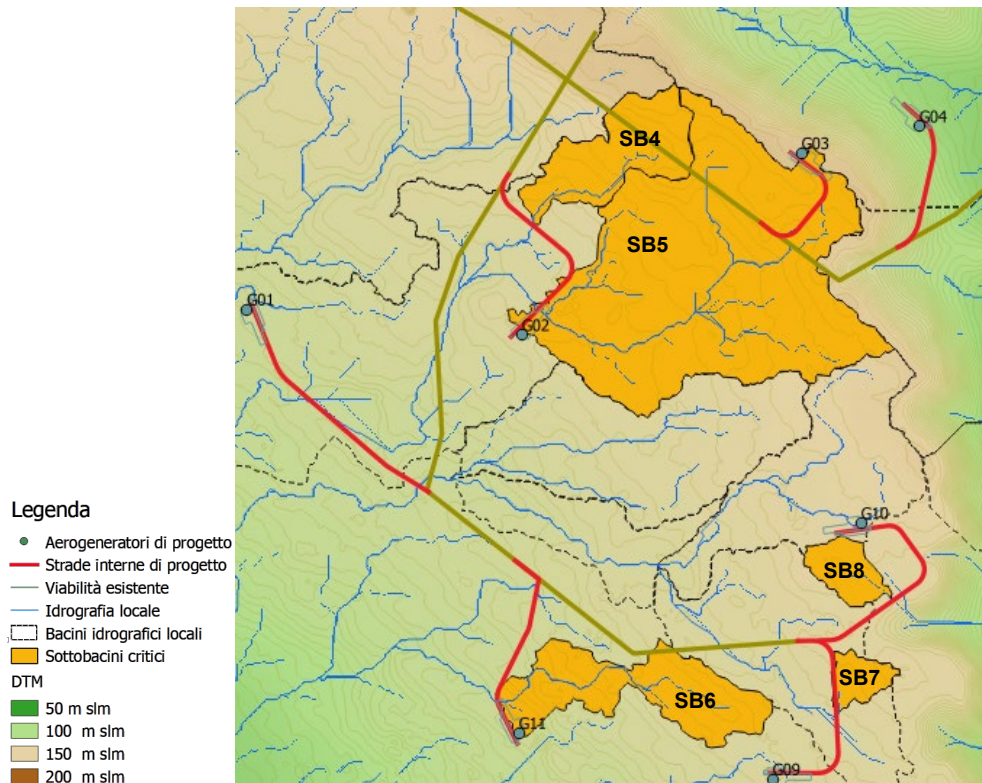 G04
G03
SB4
SB5
G01
G02
G10
SB8
SB7
SB6
G11
G09
Legenda
Aerogeneratori di progetto
Strade interne di progetto
Viabilità esistente
Idrografia locale
Bacini idrografici locali
Sottobacini critici
DTM
50 m slm
100 m slm
150 m slm
200 m slm